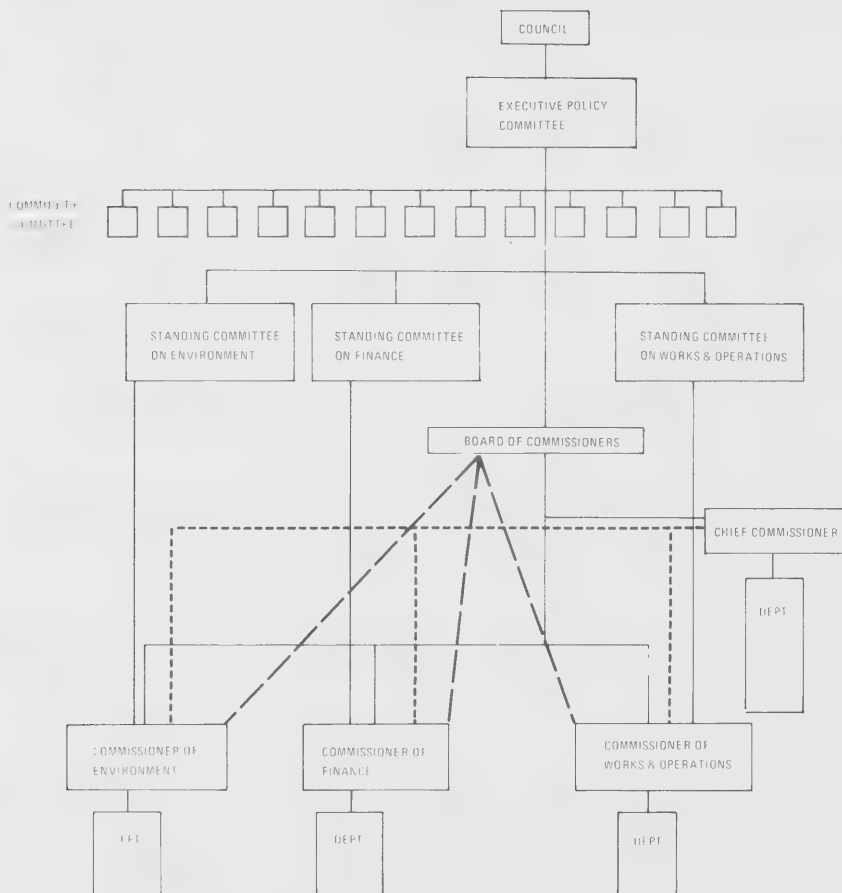 COUNCIL
EXECUTIVE POLICY
COMMITTEE
STANDING COMMITTEE
ON ENVIRONMENT
STANDING COMMITTEE
ON FINANCE
STANDING COMMITTEE
ON WORKS & OPERATIONS
BOARD OF COMMISSIONERS
CHIEF COMMISSIONER
DEPT
COMMISSIONER OF
ENVIRONMENT
COMMISSIONER OF
FINANCE
COMMISSIONER OF
WORKS & OPERATIONS
DEPT
DEPT